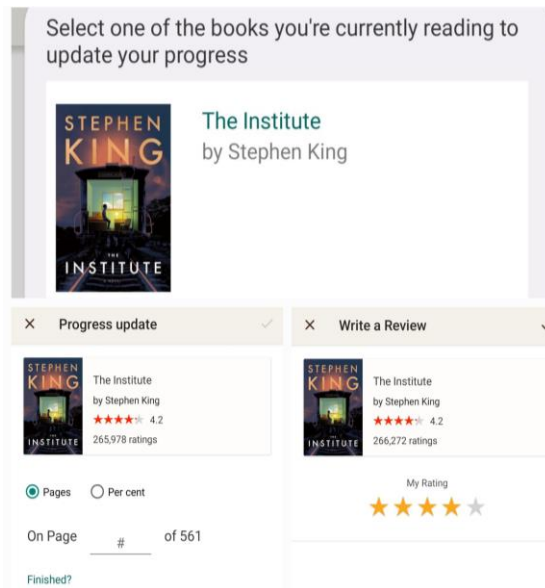 Select one of the books you're currently reading to
update your progress
STEPHEN
KING
THE
INSTITUTE
The Institute
by Stephen King
Progress update
STEPHEN
KING
INSTITUTE
The Institute
by Stephen King
4.2
265,978 ratings
Pages
Per cent
On Page # of 561
Finished?
Write a Review
STEPHEN
KING
INSTITUTE
The Institute
by Stephen King
4.2
266,272 ratings
My Rating